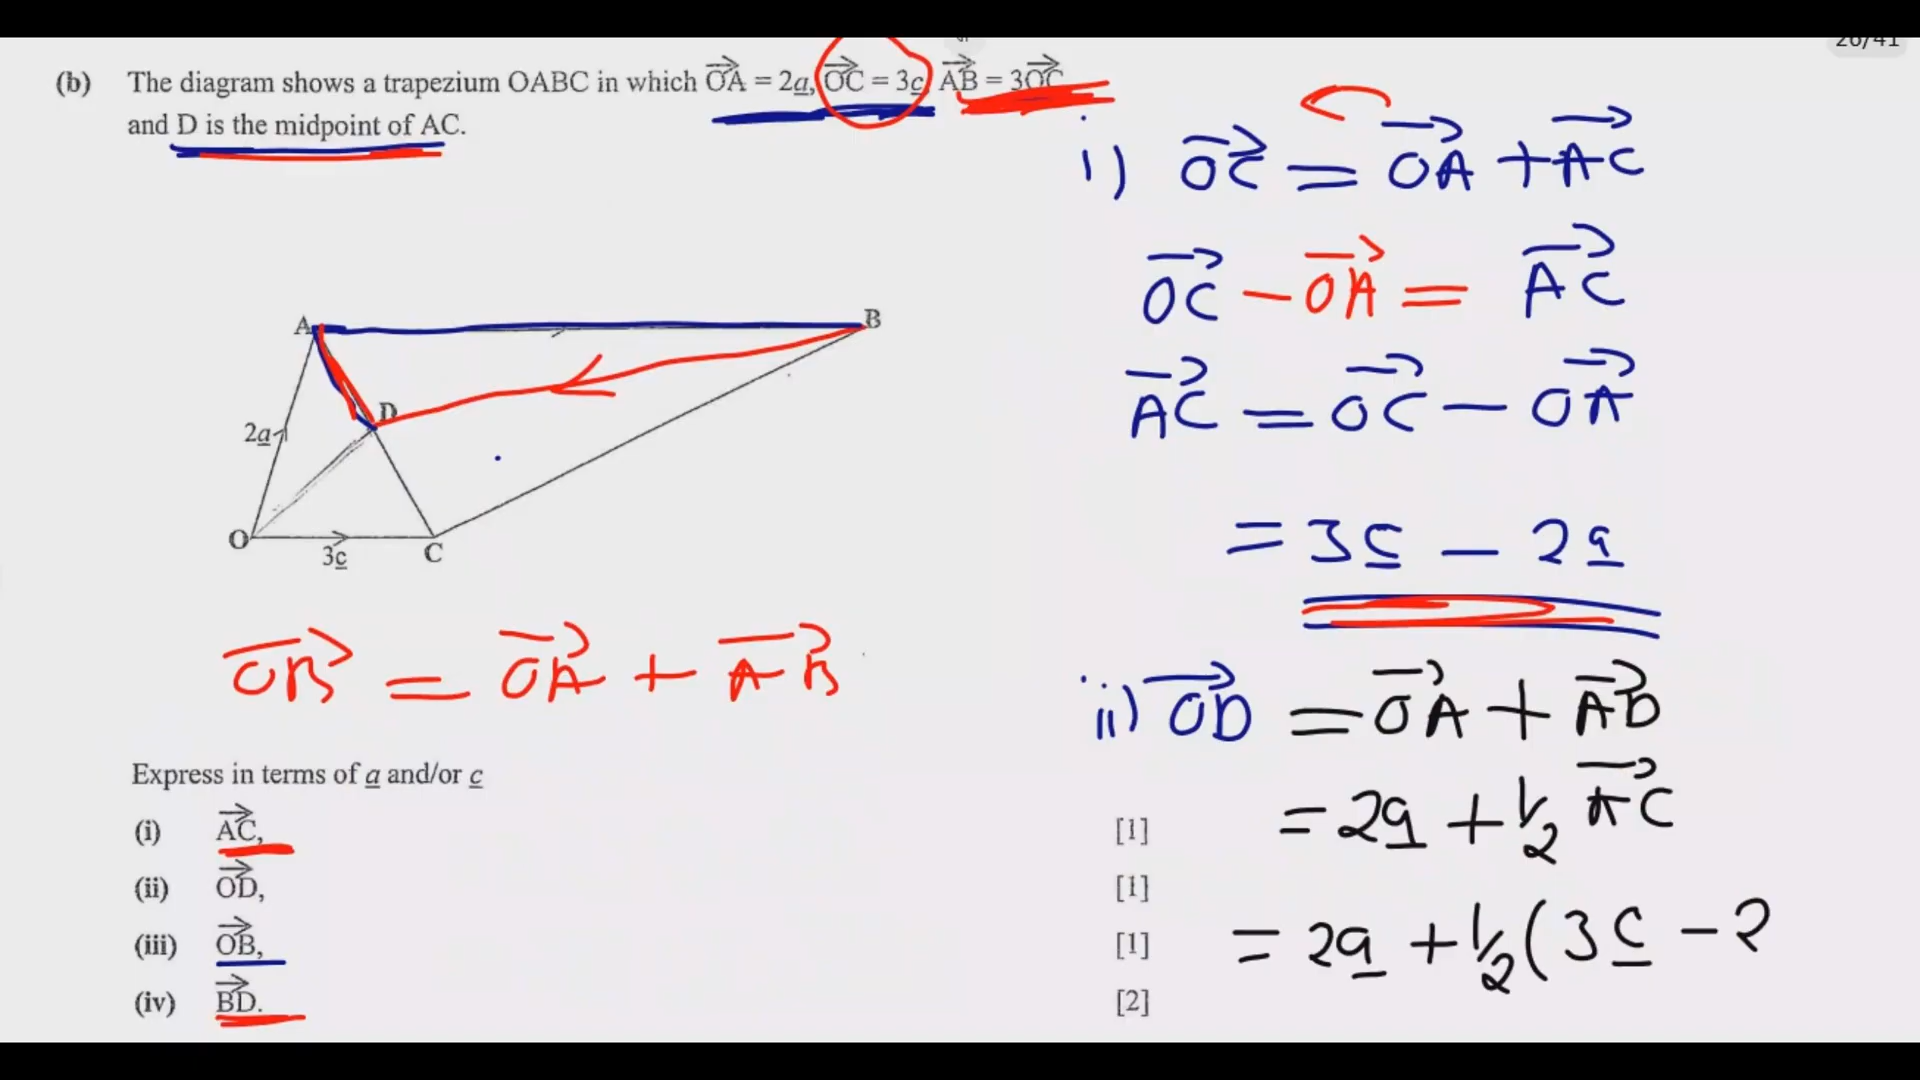 26/41
(b) The diagram shows a trapezium OABC in which OA→ = 2a, OC→ = 3c, AB→ = 3OC→
and D is the midpoint of AC.
A
B
D
2a
O
3c
C
OB→ = OA→ + AB→
Express in terms of a and/or c
(i) AC→, [1]
(ii) OD→, [1]
(iii) OB→, [1]
(iv) BD→. [2]
i) OC→ = OA→ + AC→
OC→ - OA→ = AC→
AC→ = OC→ - OA→
= 3c - 2a
ii) OD→ = OA→ + AD→
= 2a + 1/2 AC→
= 2a + 1/2 (3c - 2